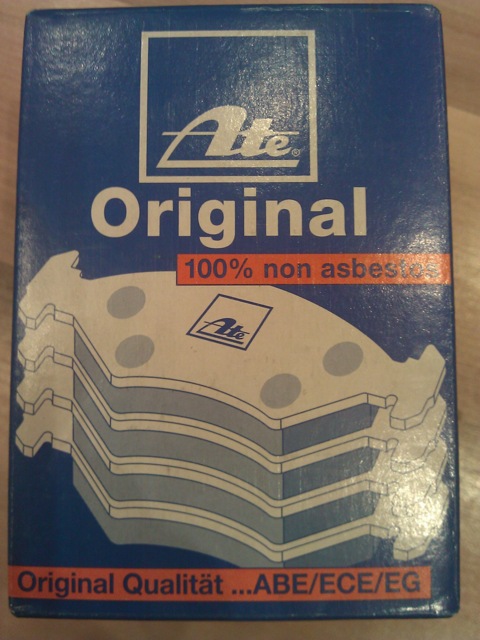 Ate®
Original
100% non asbestos
Ate
Original Qualität ...ABE/ECE/EG